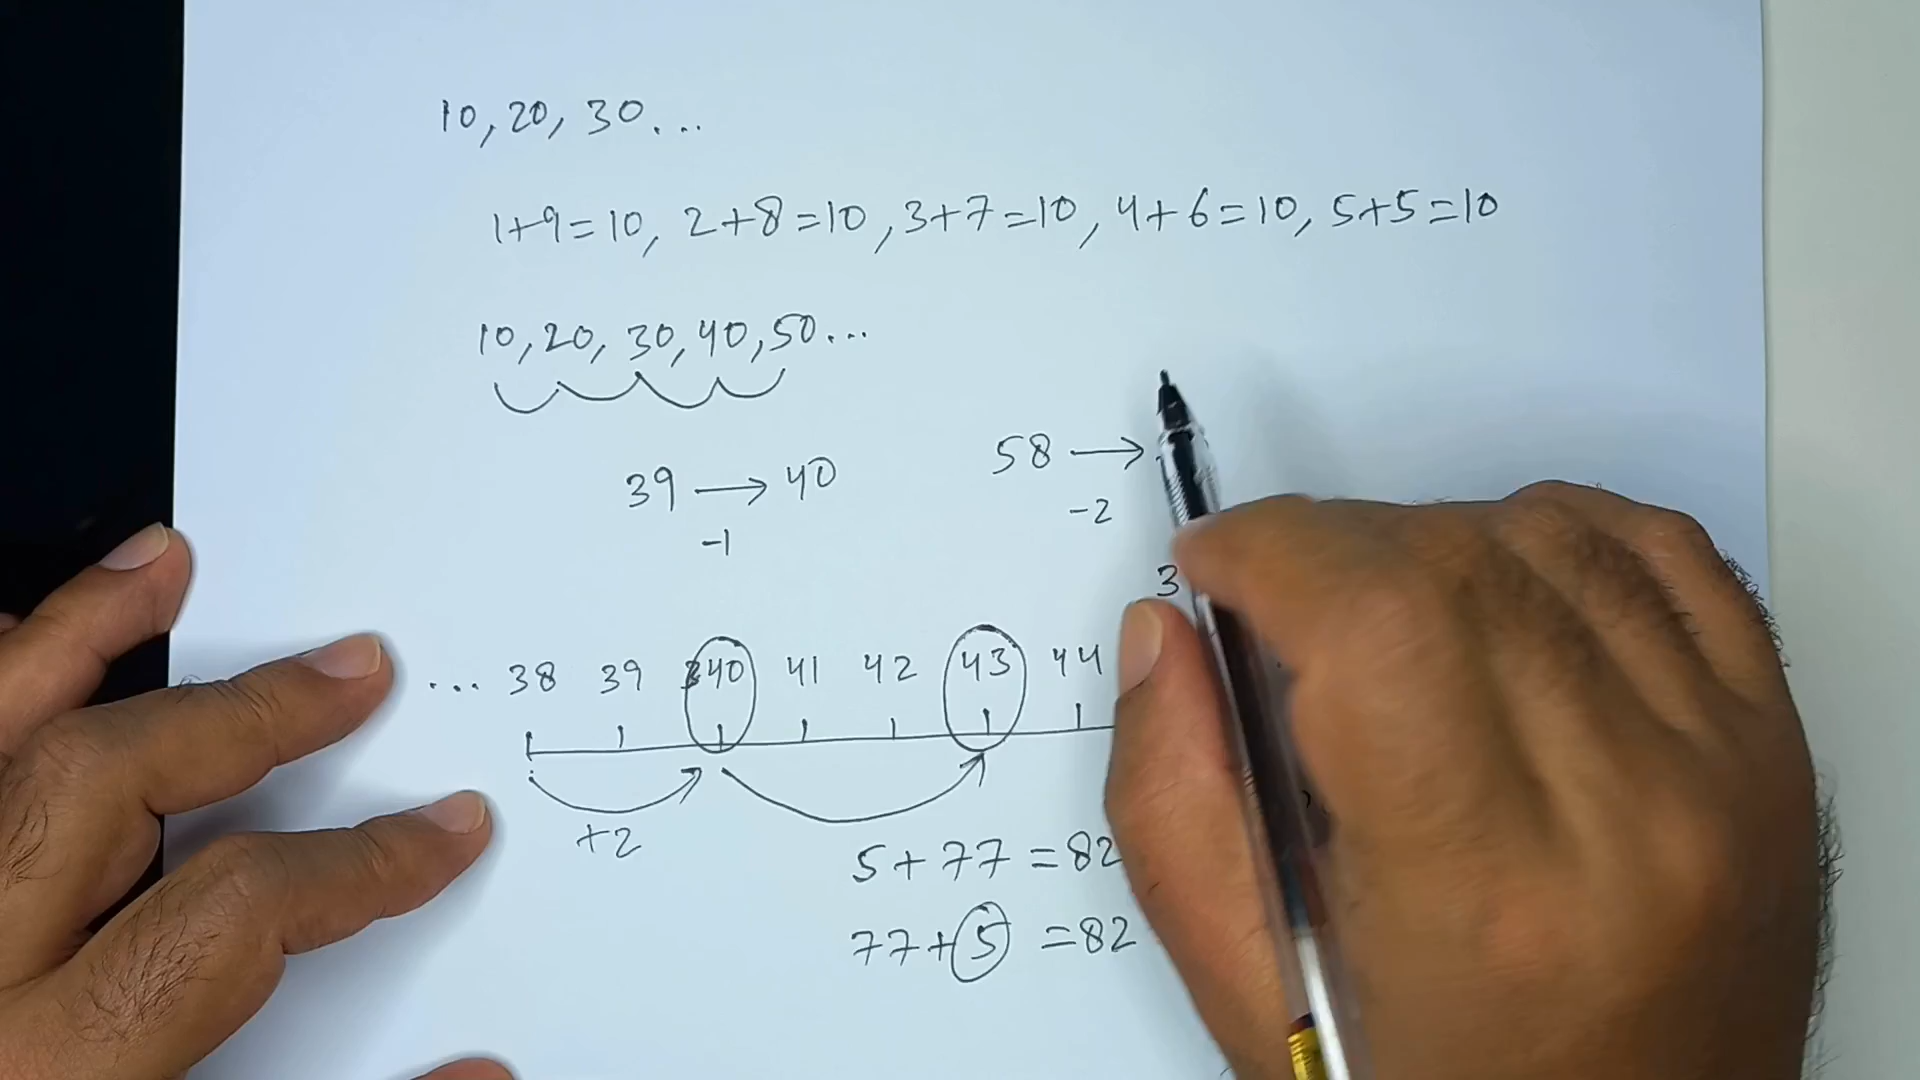 10, 20, 30...
1+9=10, 2+8=10, 3+7=10, 4+6=10, 5+5=10
10, 20, 30, 40, 50...
39 → 40
-1
58 →
-2
3
... 38 39 40 41 42 43 44
+2
5+77=82
77+5=82